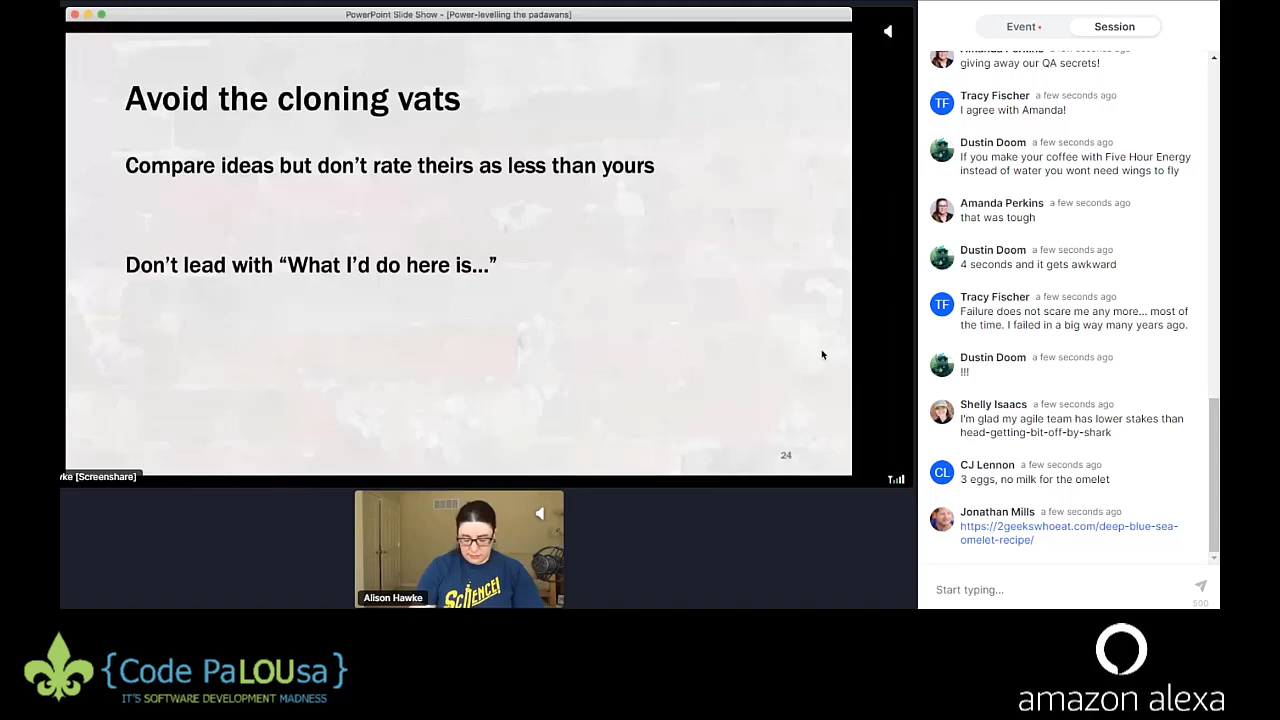 PowerPoint Slide Show - [Power-levelling the padawans]
Avoid the cloning vats
Compare ideas but don't rate theirs as less than yours
Don't lead with “What I'd do here is...”
24
[Screenshare]
SCIENCE!
Alison Hawke
Event
Session
Amanda Perkins a few seconds ago
giving away our QA secrets!
TF
Tracy Fischer a few seconds ago
I agree with Amanda!
Dustin Doom a few seconds ago
If you make your coffee with Five Hour Energy
instead of water you wont need wings to fly
Amanda Perkins a few seconds ago
that was tough
Dustin Doom a few seconds ago
4 seconds and it gets awkward
TF
Tracy Fischer a few seconds ago
Failure does not scare me any more... most of
the time. I failed in a big way many years ago.
Dustin Doom a few seconds ago
!!!
Shelly Isaacs a few seconds ago
I'm glad my agile team has lower stakes than
head-getting-bit-off-by-shark
CL
CJ Lennon a few seconds ago
3 eggs, no milk for the omelet
Jonathan Mills a few seconds ago
https://2geekswhoeat.com/deep-blue-sea-
omelet-recipe/
Start typing...
500
{Code PaLOUsa}
IT'S SOFTWARE DEVELOPMENT MADNESS
amazon alexa